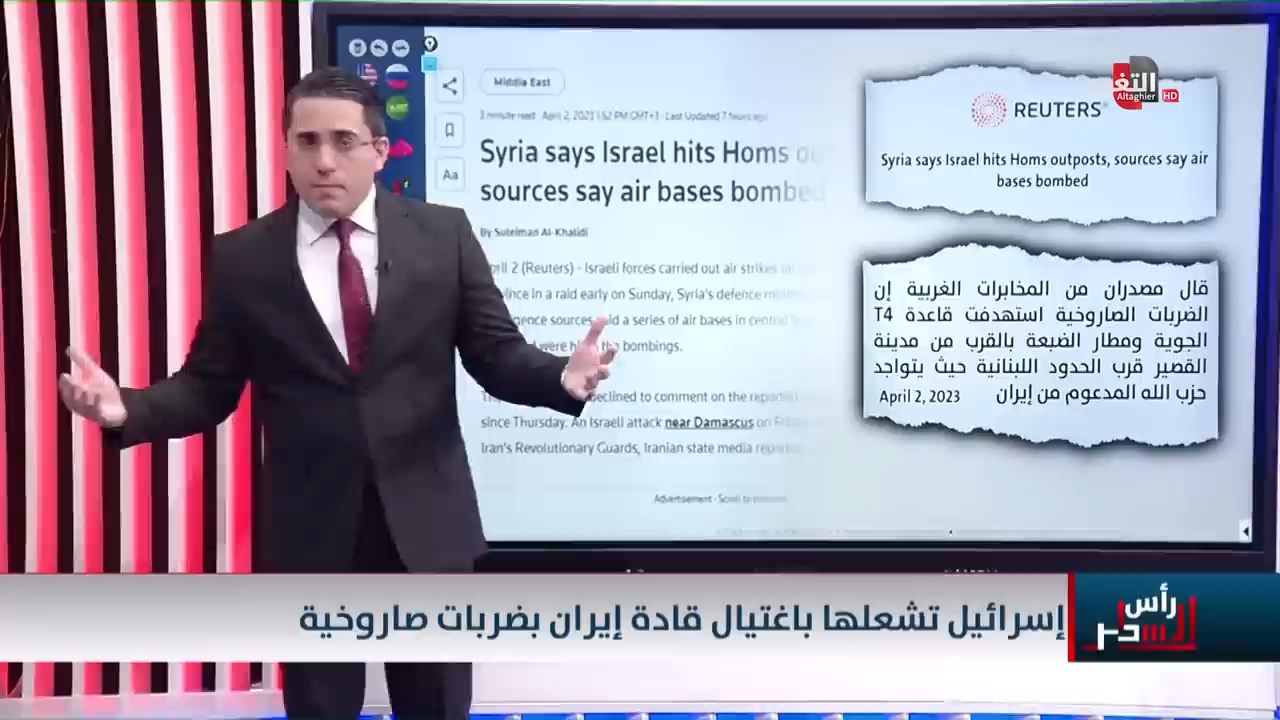 Middle East
3 minute read · April 2, 2023 1:52 PM GMT+3 · Last Updated 7 hours ago
Syria says Israel hits Homs
sources say air bases bombed
By Suleiman Al-Khalidi
April 2 (Reuters) - Israeli forces carried out air strikes
in a raid early on Sunday, Syria's defence
sources said a series of air bases in central
were the bombings.
declined to comment on the
since Thursday. An Israeli attack near Damascus on
Iran's Revolutionary Guards, Iranian state media
Advertisement · Scroll to
Aa
التغ
Altaghier HD
REUTERS
Syria says Israel hits Homs outposts, sources say air
bases bombed
قال مصدران من المخابرات الغربية إن
الضربات الصاروخية استهدفت قاعدة T4
الجوية ومطار الضبعة بالقرب من مدينة
القصير قرب الحدود اللبنانية حيث يتواجد
حزب الله المدعوم من إيران April 2, 2023
إسرائيل تشعلها باغتيال قادة إيران بضربات صاروخية
رأس
السطر